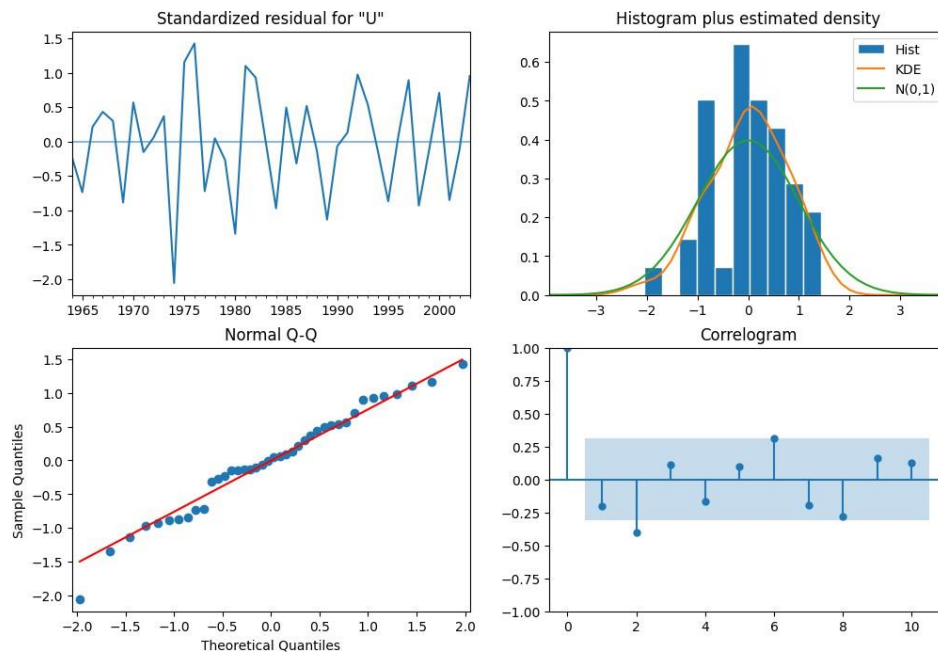 Standardized residual for "U"
1.5
1.0
0.5
0.0
−0.5
−1.0
−1.5
−2.0
1965 1970 1975 1980 1985 1990 1995 2000
Histogram plus estimated density
Hist
KDE
N(0,1)
0.6
0.5
0.4
0.3
0.2
0.1
0.0
−3 −2 −1 0 1 2 3
Normal Q-Q
Sample Quantiles
1.5
1.0
0.5
0.0
−0.5
−1.0
−1.5
−2.0
−2.0 −1.5 −1.0 −0.5 0.0 0.5 1.0 1.5 2.0
Theoretical Quantiles
Correlogram
1.00
0.75
0.50
0.25
0.00
−0.25
−0.50
−0.75
−1.00
0 2 4 6 8 10